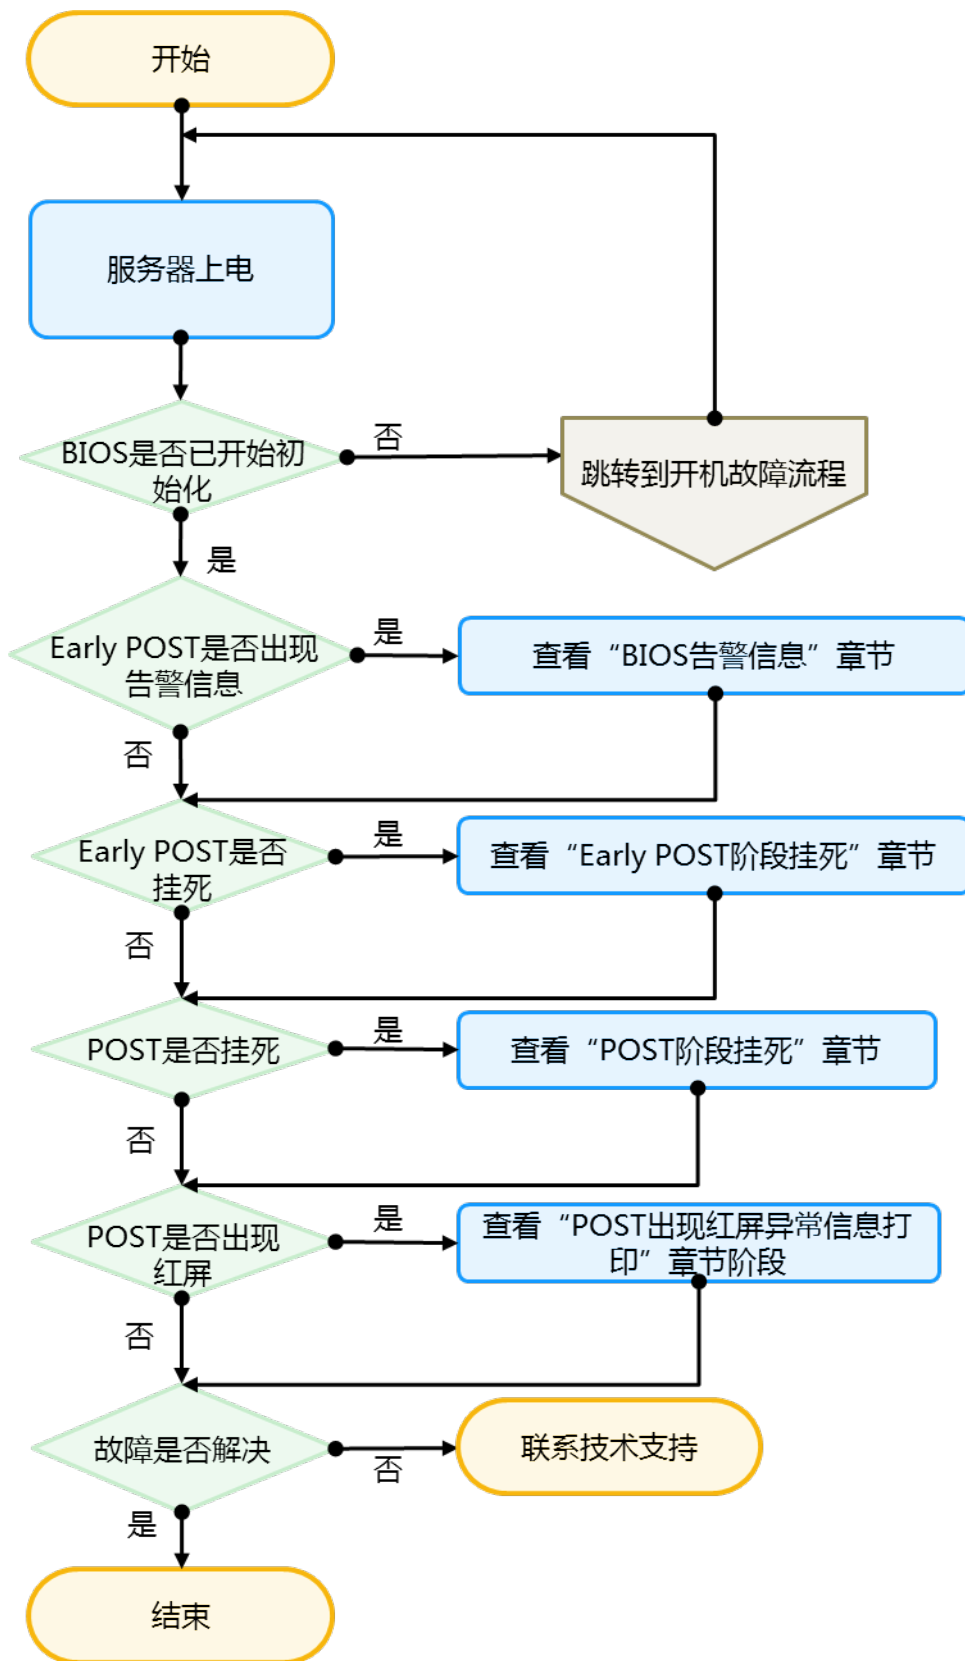 开始
服务器上电
BIOS是否已开始初
始化
否
跳转到开机故障流程
是
Early POST是否出现
告警信息
是
查看“BIOS告警信息”章节
否
Early POST是否
挂死
是
查看“Early POST阶段挂死”章节
否
POST是否挂死
是
查看“POST阶段挂死”章节
否
POST是否出现
红屏
是
查看“POST出现红屏异常信息打
印”章节阶段
否
故障是否解决
否
联系技术支持
是
结束